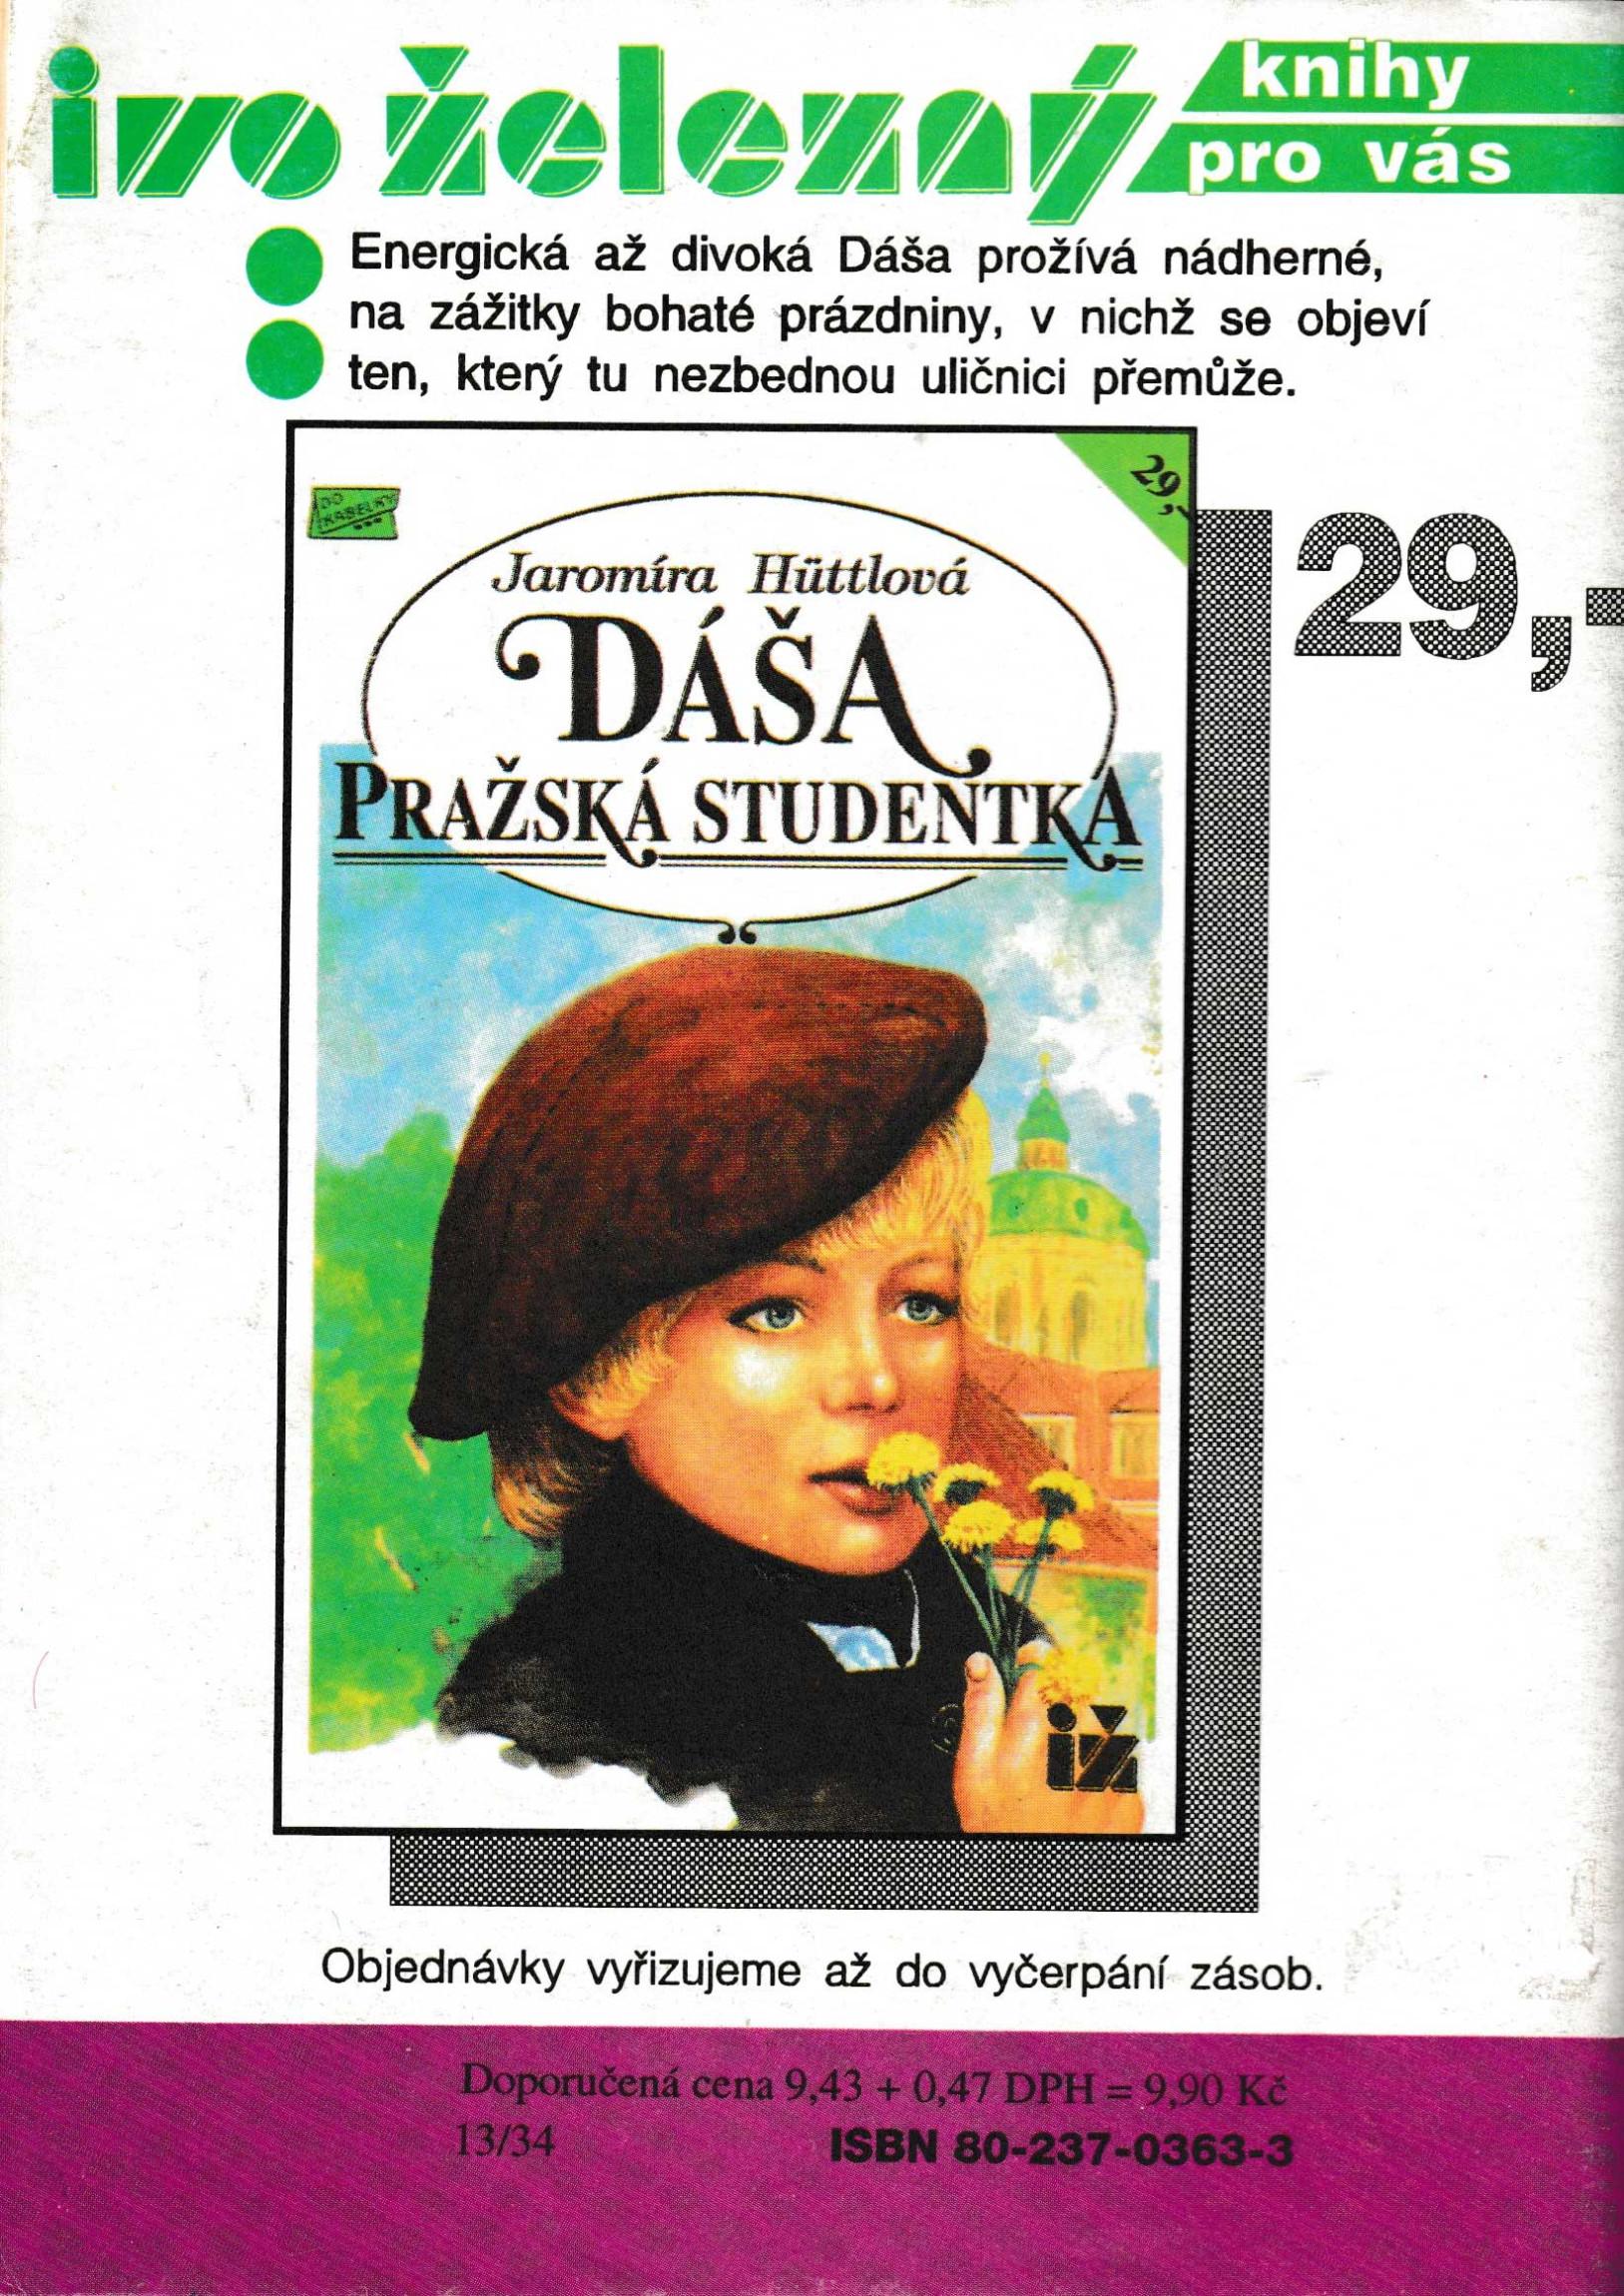 ivo železný
knihy
pro vás
Energická až divoká Dáša prožívá nádherné,
na zážitky bohaté prázdniny, v nichž se objeví
ten, který tu nezbednou uličnici přemůže.
29,-
DO
KABELKY
...
Jaromíra Hüttlová
DÁŠA
PRAŽSKÁ STUDENTKA
29,-
iž
Objednávky vyřizujeme až do vyčerpání zásob.
Doporučená cena 9,43 + 0,47 DPH = 9,90 Kč
13/34
ISBN 80-237-0363-3